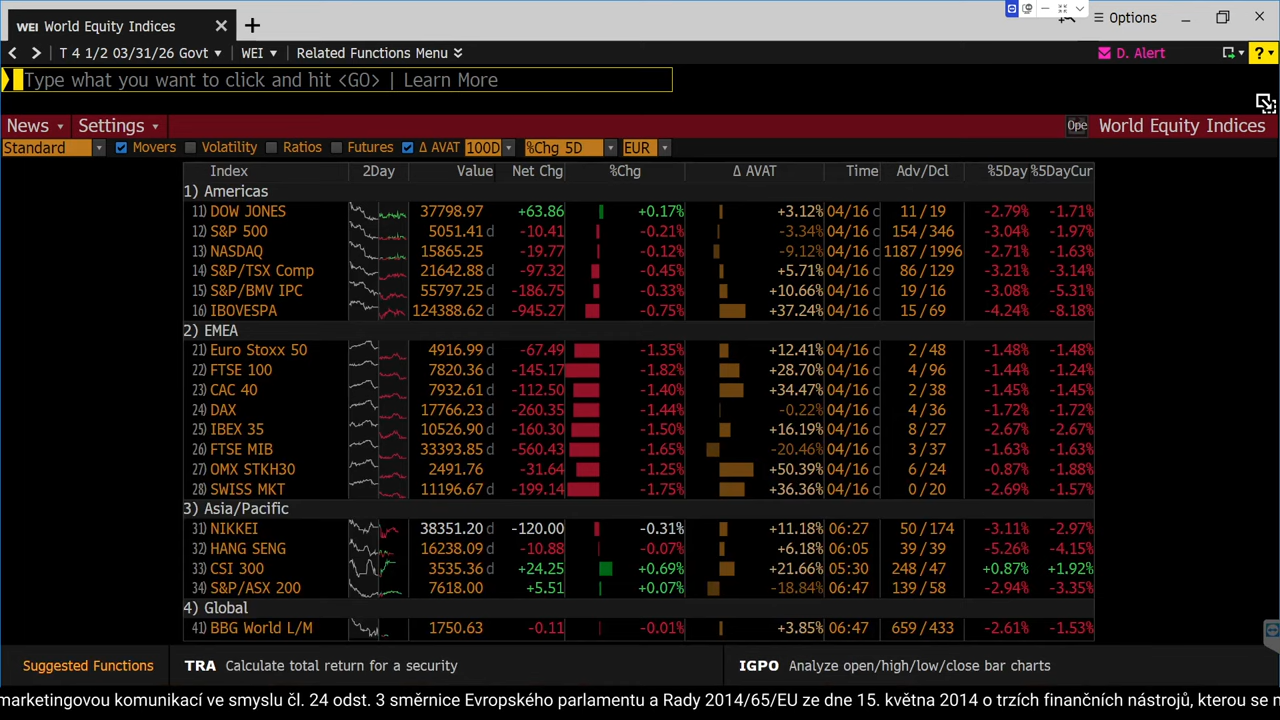 WEI World Equity Indices
Options
T 4 1/2 03/31/26 Govt WEI Related Functions Menu D. Alert ?
Type what you want to click and hit <GO> | Learn More
News Settings Ope World Equity Indices
Standard Movers Volatility Ratios Futures Δ AVAT 100D %Chg 5D EUR
Index 2Day Value Net Chg %Chg Δ AVAT Time Adv/Dcl %5Day %5DayCur
1) Americas
11) DOW JONES 37798.97 +63.86 +0.17% +3.12% 04/16 c 11 / 19 -2.79% -1.71%
12) S&P 500 5051.41 d -10.41 -0.21% -3.34% 04/16 c 154 / 346 -3.04% -1.97%
13) NASDAQ 15865.25 -19.77 -0.12% -9.12% 04/16 c 1187 / 1996 -2.71% -1.63%
14) S&P/TSX Comp 21642.88 d -97.32 -0.45% +5.71% 04/16 c 86 / 129 -3.21% -3.14%
15) S&P/BMV IPC 55797.25 d -186.75 -0.33% +10.66% 04/16 c 19 / 16 -3.08% -5.31%
16) IBOVESPA 124388.62 d -945.27 -0.75% +37.24% 04/16 c 15 / 69 -4.24% -8.18%
2) EMEA
21) Euro Stoxx 50 4916.99 d -67.49 -1.35% +12.41% 04/16 c 2 / 48 -1.48% -1.48%
22) FTSE 100 7820.36 d -145.17 -1.82% +28.70% 04/16 c 4 / 96 -1.44% -1.24%
23) CAC 40 7932.61 d -112.50 -1.40% +34.47% 04/16 c 2 / 38 -1.45% -1.45%
24) DAX 17766.23 d -260.35 -1.44% -0.22% 04/16 c 4 / 36 -1.72% -1.72%
25) IBEX 35 10526.90 d -160.30 -1.50% +16.19% 04/16 c 8 / 27 -2.67% -2.67%
26) FTSE MIB 33393.85 d -560.43 -1.65% -20.46% 04/16 c 3 / 37 -1.63% -1.63%
27) OMX STKH30 2491.76 -31.64 -1.25% +50.39% 04/16 c 6 / 24 -0.87% -1.88%
28) SWISS MKT 11196.67 d -199.14 -1.75% +36.36% 04/16 c 0 / 20 -2.69% -1.57%
3) Asia/Pacific
31) NIKKEI 38351.20 d -120.00 -0.31% +11.18% 06:27 50 / 174 -3.11% -2.97%
32) HANG SENG 16238.09 d -10.88 -0.07% +6.18% 06:05 39 / 39 -5.26% -4.15%
33) CSI 300 3535.36 d +24.25 +0.69% +21.66% 05:30 248 / 47 +0.87% +1.92%
34) S&P/ASX 200 7618.00 +5.51 +0.07% -18.84% 06:47 139 / 58 -2.94% -3.35%
4) Global
41) BBG World L/M 1750.63 -0.11 -0.01% +3.85% 06:47 659 / 433 -2.61% -1.53%
Suggested Functions TRA Calculate total return for a security IGPO Analyze open/high/low/close bar charts
marketingovou komunikací ve smyslu čl. 24 odst. 3 směrnice Evropského parlamentu a Rady 2014/65/EU ze dne 15. května 2014 o trzích finančních nástrojů, kterou se